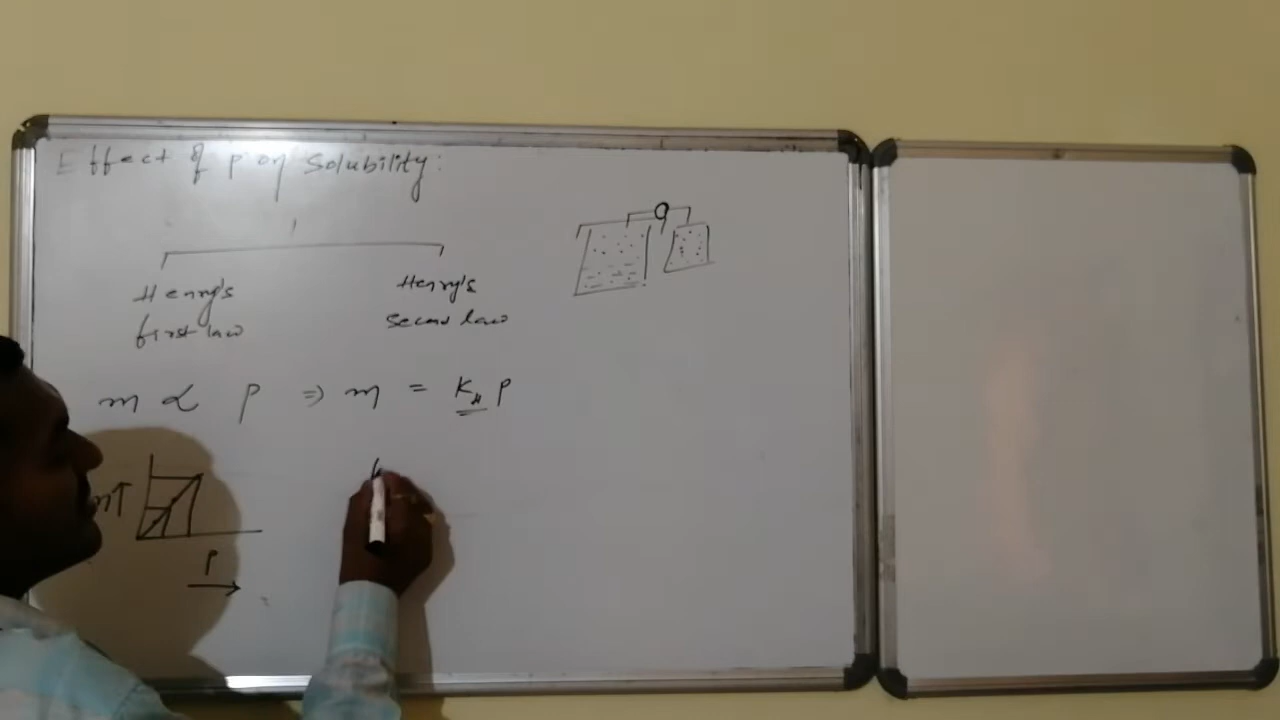 Effect of P on Solubility:
Henry's
first law
Henry's
second law
m ∝ P ⇒ m = K_H P
m↑
P